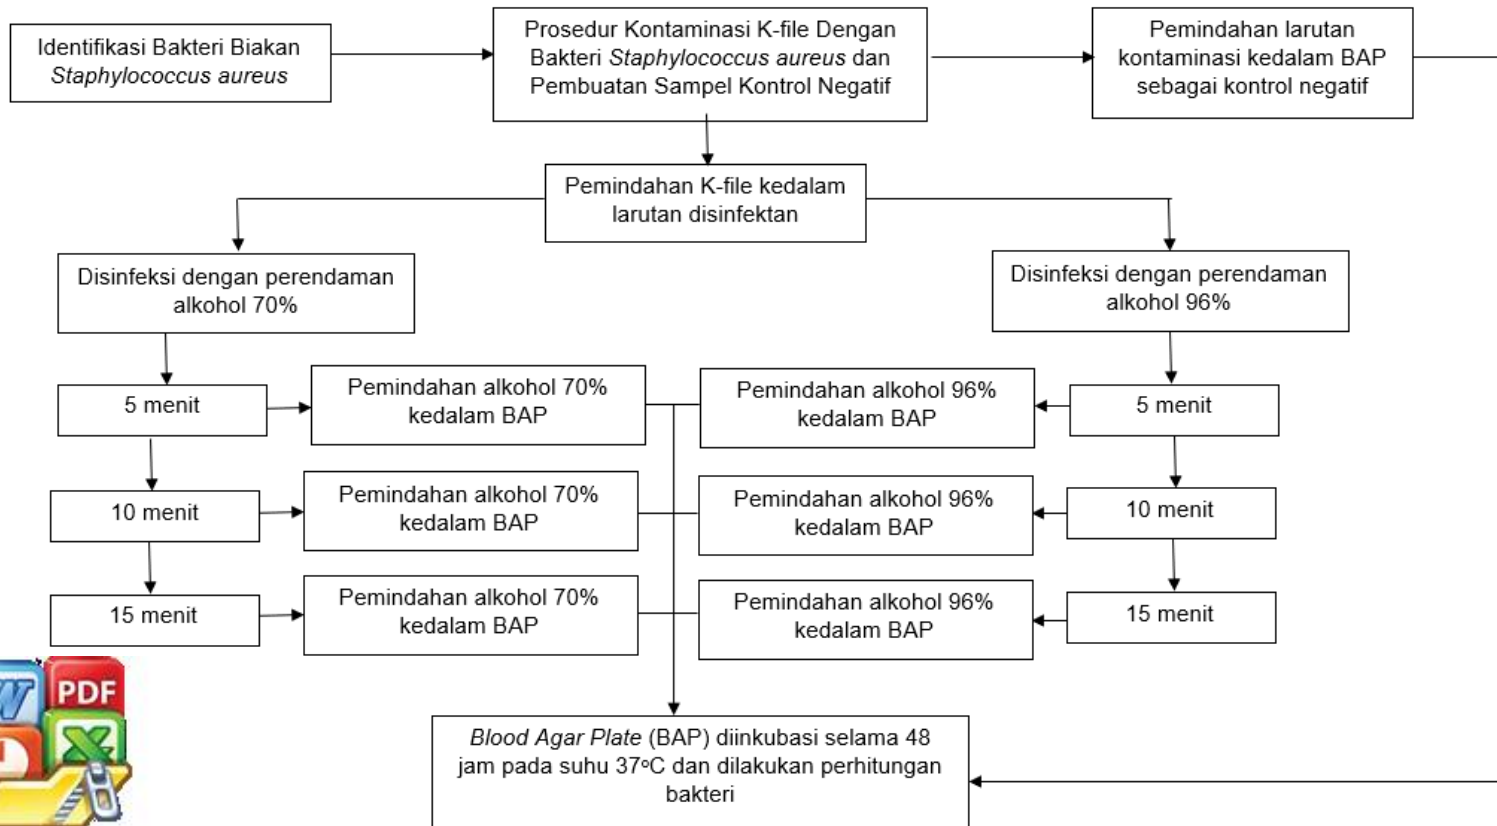 Identifikasi Bakteri Biakan
Staphylococcus aureus
Prosedur Kontaminasi K-file Dengan
Bakteri Staphylococcus aureus dan
Pembuatan Sampel Kontrol Negatif
Pemindahan larutan
kontaminasi kedalam BAP
sebagai kontrol negatif
Pemindahan K-file kedalam
larutan disinfektan
Disinfeksi dengan perendaman
alkohol 70%
Disinfeksi dengan perendaman
alkohol 96%
5 menit
Pemindahan alkohol 70%
kedalam BAP
Pemindahan alkohol 96%
kedalam BAP
5 menit
10 menit
Pemindahan alkohol 70%
kedalam BAP
Pemindahan alkohol 96%
kedalam BAP
10 menit
15 menit
Pemindahan alkohol 70%
kedalam BAP
Pemindahan alkohol 96%
kedalam BAP
15 menit
W
PDF
X
Blood Agar Plate (BAP) diinkubasi selama 48
jam pada suhu 37°C dan dilakukan perhitungan
bakteri